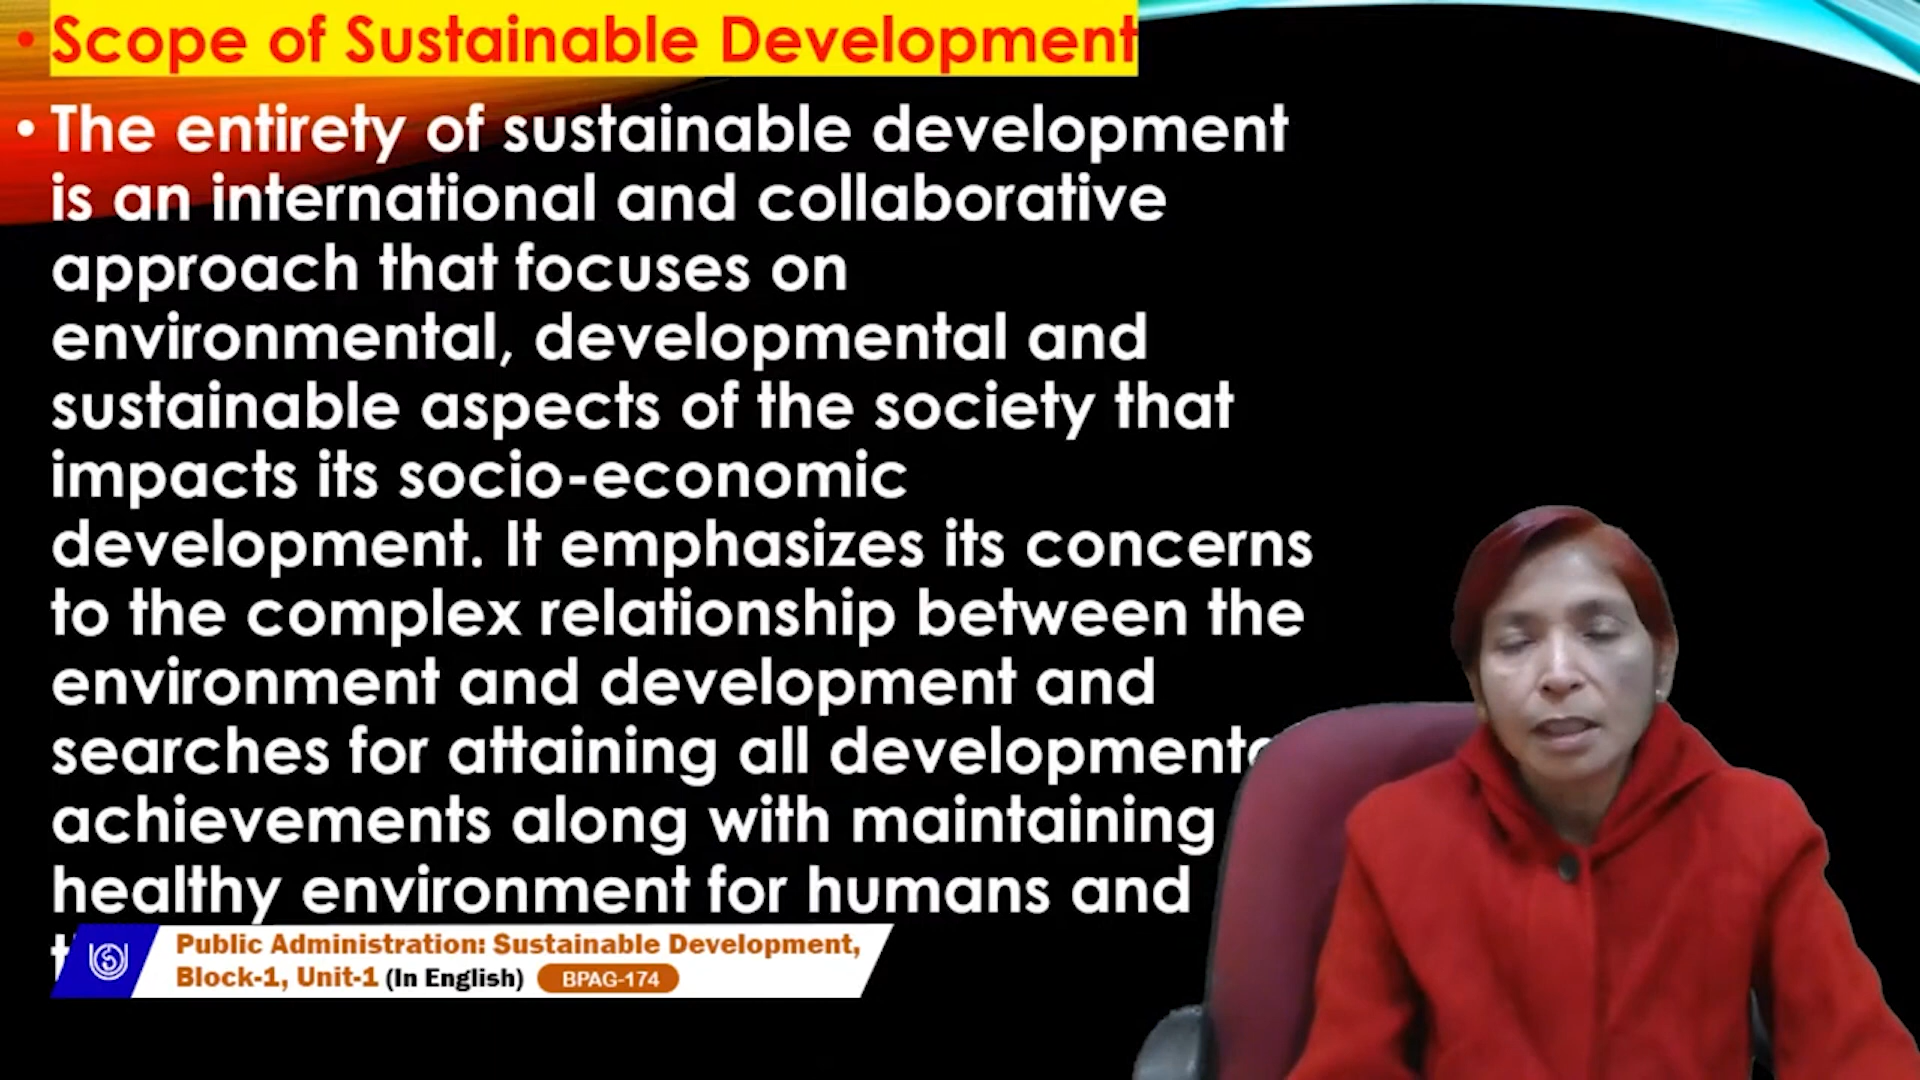 • Scope of Sustainable Development
• The entirety of sustainable development
is an international and collaborative
approach that focuses on
environmental, developmental and
sustainable aspects of the society that
impacts its socio-economic
development. It emphasizes its concerns
to the complex relationship between the
environment and development and
searches for attaining all
achievements along with maintaining
healthy environment for humans and
Public Administration: Sustainable Development,
Block-1, Unit-1 (In English) BPAG-174